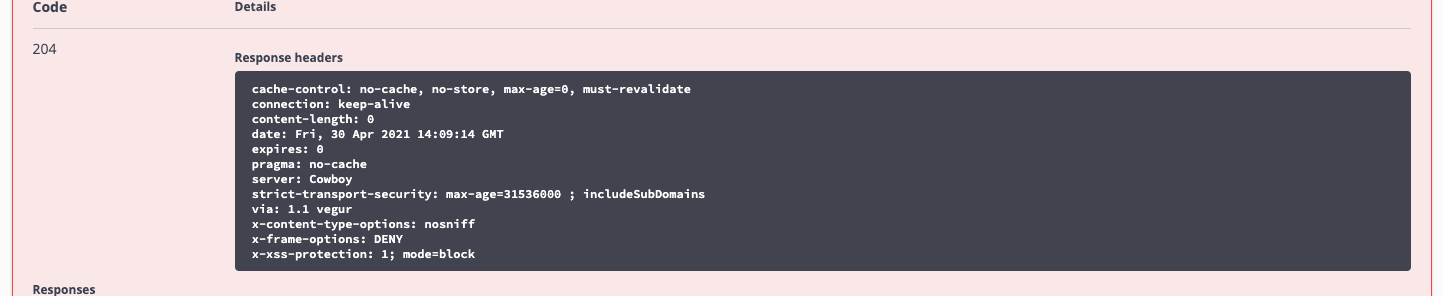 Code Details
204
Response headers
cache-control: no-cache, no-store, max-age=0, must-revalidate
connection: keep-alive
content-length: 0
date: Fri, 30 Apr 2021 14:09:14 GMT
expires: 0
pragma: no-cache
server: Cowboy
strict-transport-security: max-age=31536000 ; includeSubDomains
via: 1.1 vegur
x-content-type-options: nosniff
x-frame-options: DENY
x-xss-protection: 1; mode=block
Responses